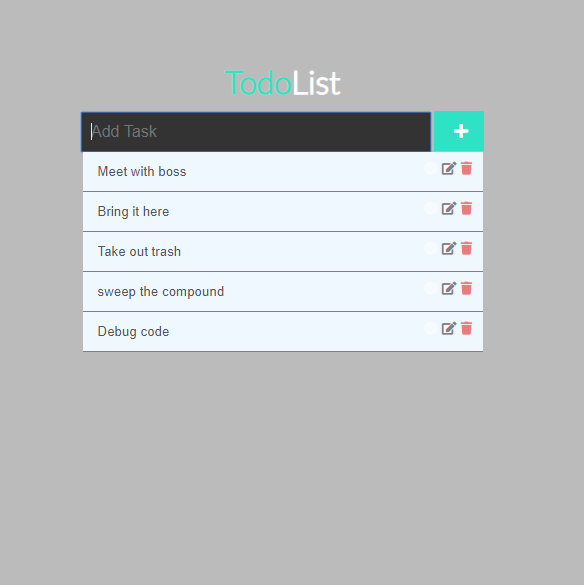 TodoList
Add Task
Meet with boss
Bring it here
Take out trash
sweep the compound
Debug code